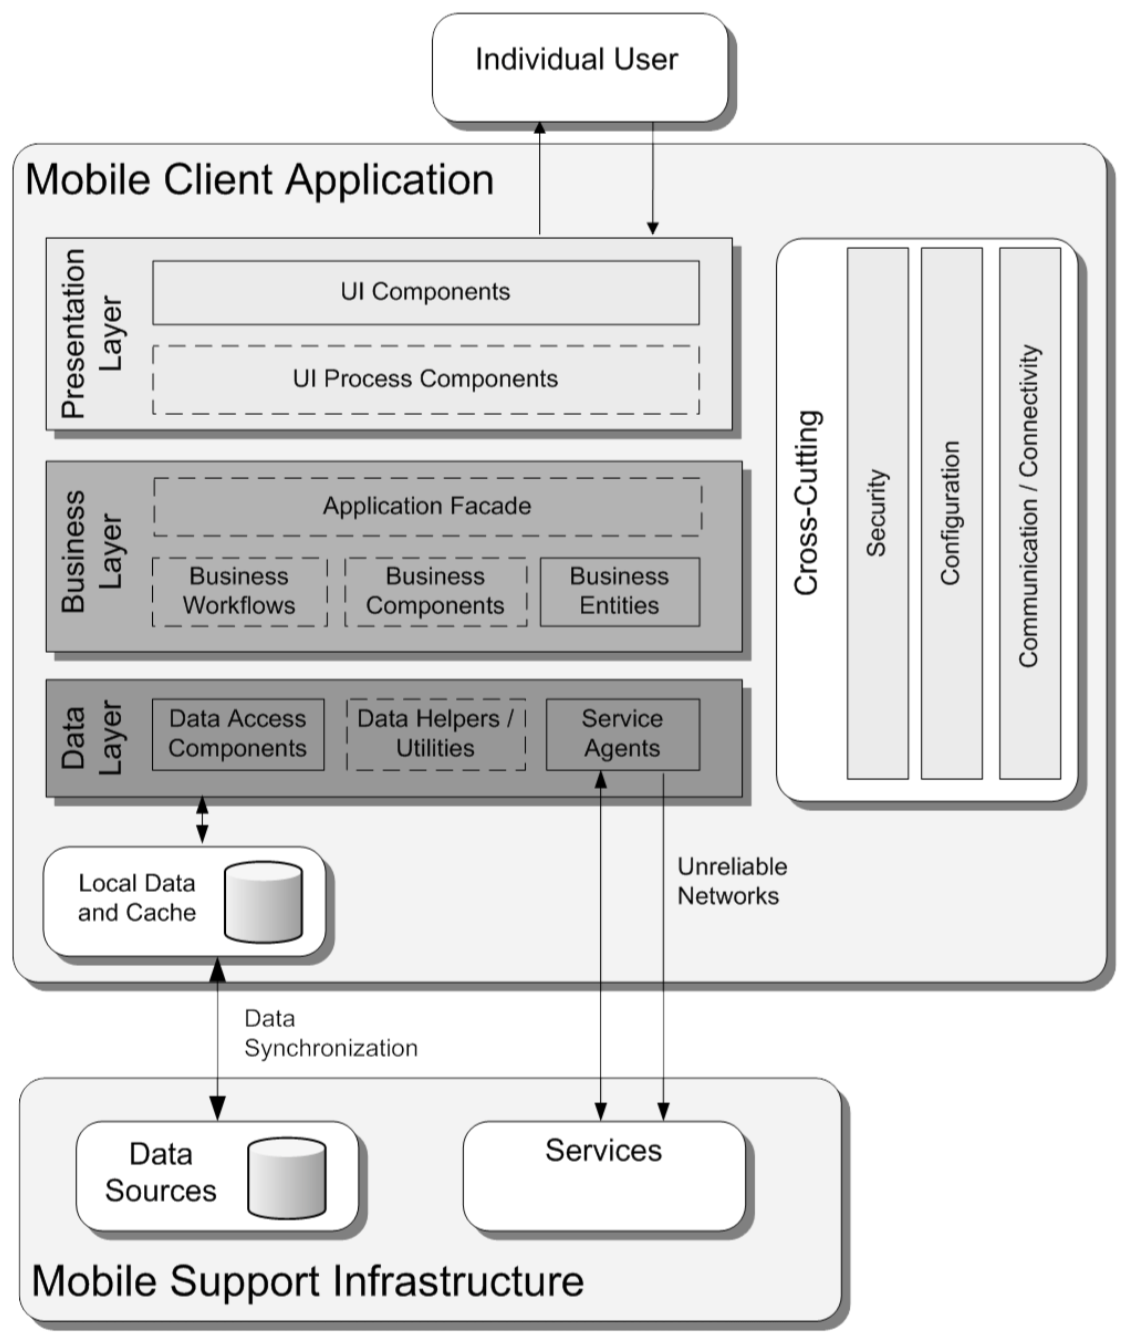 Individual User
Mobile Client Application
Presentation
Layer
UI Components
UI Process Components
Business
Layer
Application Facade
Business
Workflows
Business
Components
Business
Entities
Data
Layer
Data Access
Components
Data Helpers /
Utilities
Service
Agents
Cross-Cutting
Security
Configuration
Communication / Connectivity
Local Data
and Cache
Unreliable
Networks
Data
Synchronization
Data
Sources
Services
Mobile Support Infrastructure